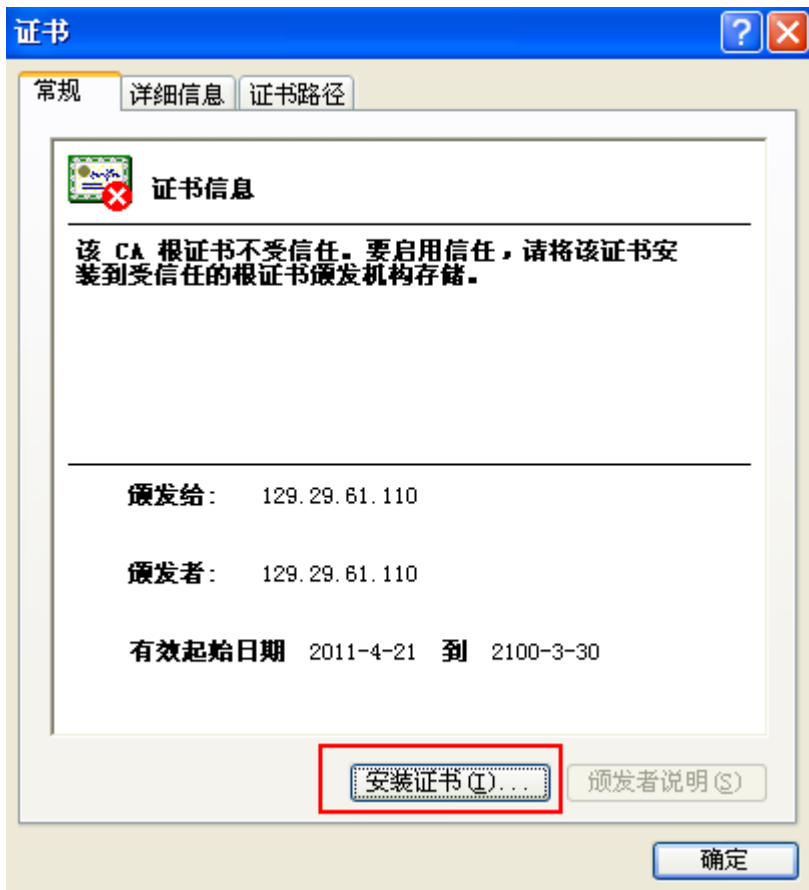 证书
常规 详细信息 证书路径
证书信息
该 CA 根证书不受信任。要启用信任，请将该证书安
装到受信任的根证书颁发机构存储。
颁发给: 129.29.61.110
颁发者: 129.29.61.110
有效起始日期 2011-4-21 到 2100-3-30
安装证书(I)... 颁发者说明(S)
确定